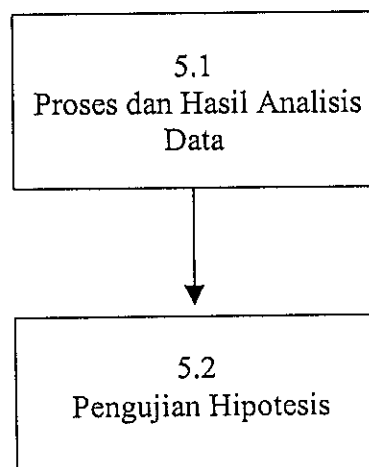 5.1
Proses dan Hasil Analisis
Data
5.2
Pengujian Hipotesis